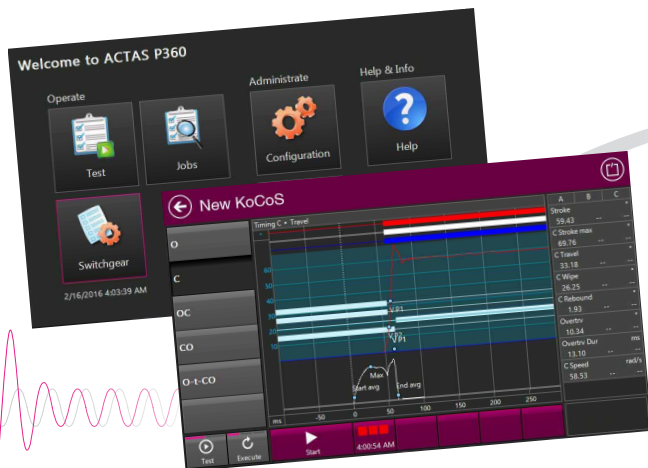 Welcome to ACTAS P360
Operate
Administrate
Help & Info
Test
Jobs
Configuration
Help
Switchgear
2/16/2016 4:03:39 AM
New KoCoS
O
C
OC
CO
O-t-CO
Timing C • Travel
60
50
40
30
20
10
V P1
V P2
V P1
Max
Start avg
End avg
ms
-50
0
50
100
150
200
250
A B C
Stroke °
59.43 -- --
C Stroke max °
69.76 -- --
C Travel °
33.18 -- --
C Wipe °
26.25 -- --
C Rebound °
1.93 -- --
Overtrv °
10.34 -- --
Overtrv Dur ms
13.10 -- --
C Speed rad/s
58.53 -- --
Test
Execute
Start
4:00:54 AM